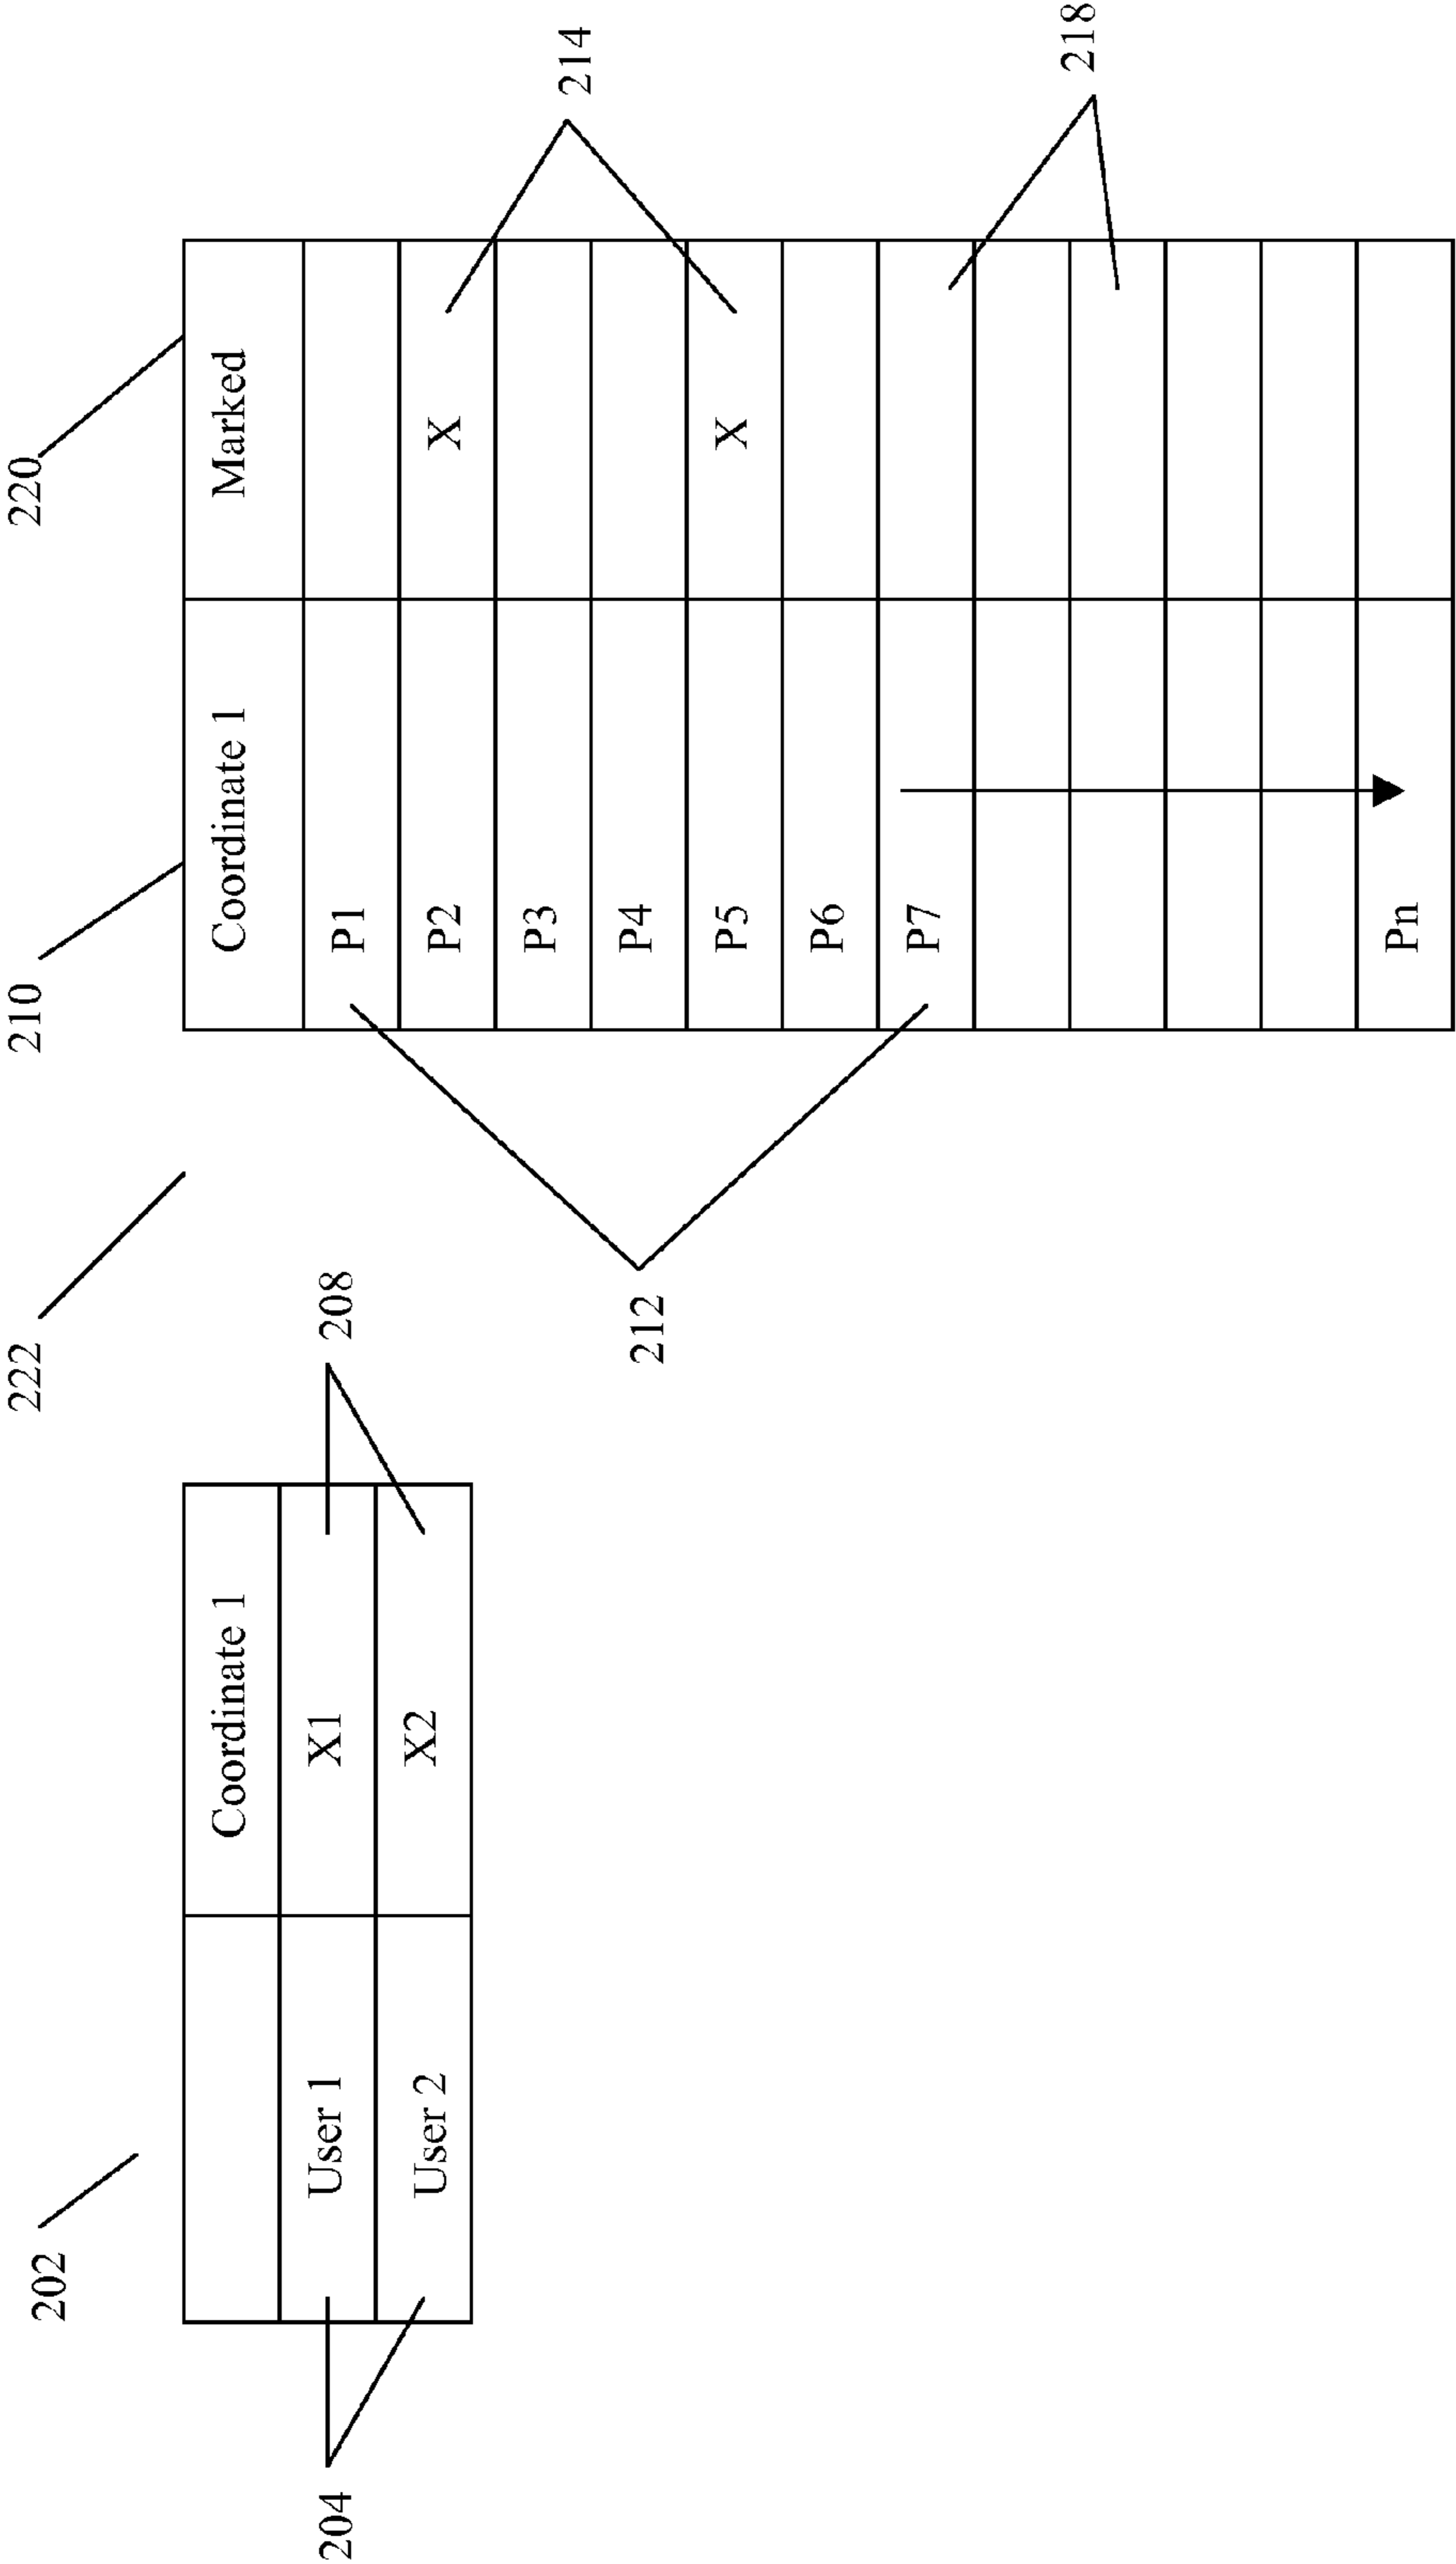 202
222
210
220
Coordinate 1
User 1 X1
User 2 X2
204
208
Coordinate 1 Marked
P1
P2 X
P3
P4
P5 X
P6
P7
Pn
212
214
218